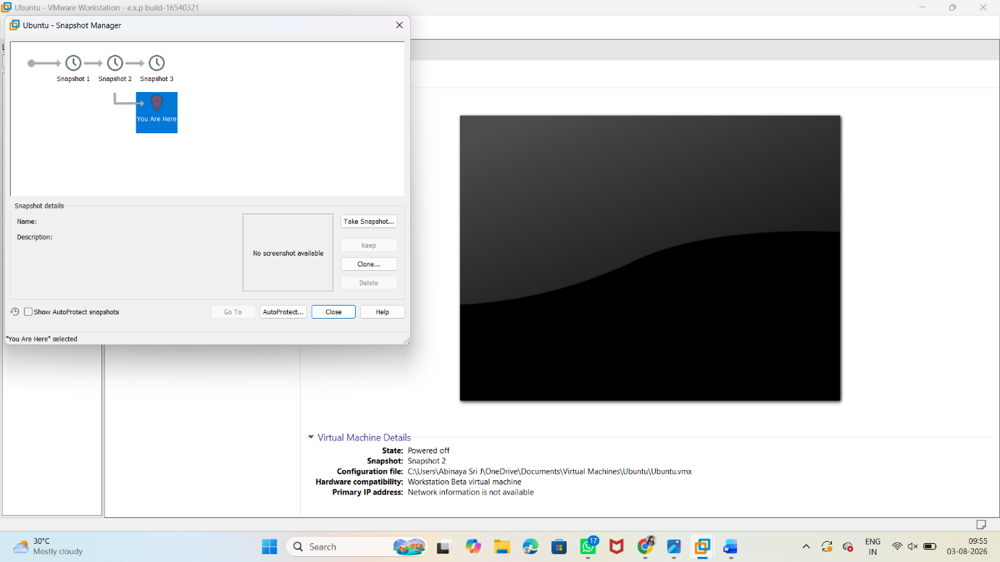 Ubuntu - VMware Workstation - e.x.p build-16540321
Ubuntu - Snapshot Manager
Snapshot 1
Snapshot 2
Snapshot 3
You Are Here
Snapshot details
Name:
Description:
No screenshot available
Take Snapshot...
Keep
Clone...
Delete
Show AutoProtect snapshots
Go To
AutoProtect...
Close
Help
"You Are Here" selected
Virtual Machine Details
State: Powered off
Snapshot: Snapshot 2
Configuration file: C:\Users\Abinaya Sri J\OneDrive\Documents\Virtual Machines\Ubuntu\Ubuntu.vmx
Hardware compatibility: Workstation Beta virtual machine
Primary IP address: Network information is not available
30°C
Mostly cloudy
Search
17
ENG
IN
09:55
03-08-2026